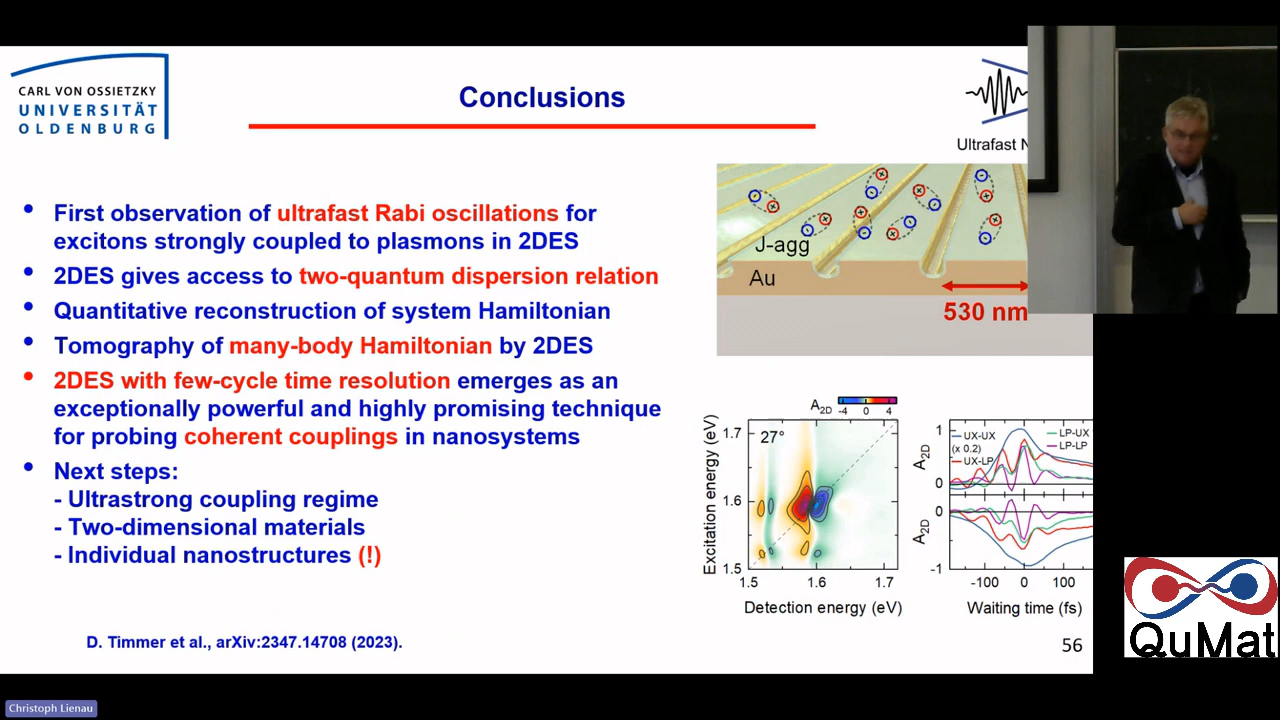 CARL VON OSSIETZKY
UNIVERSITÄT
OLDENBURG
Conclusions
Ultrafast N
• First observation of ultrafast Rabi oscillations for
excitons strongly coupled to plasmons in 2DES
• 2DES gives access to two-quantum dispersion relation
• Quantitative reconstruction of system Hamiltonian
• Tomography of many-body Hamiltonian by 2DES
• 2DES with few-cycle time resolution emerges as an
exceptionally powerful and highly promising technique
for probing coherent couplings in nanosystems
• Next steps:
- Ultrastrong coupling regime
- Two-dimensional materials
- Individual nanostructures (!)
D. Timmer et al., arXiv:2347.14708 (2023).
J-agg
Au
530 nm
A2D
-4 0 4
27°
Excitation energy (eV)
1.7
1.6
1.5
1.5 1.6 1.7
Detection energy (eV)
A2D
1
0
UX-UX
(x 0.2)
UX-LP
LP-UX
LP-LP
A2D
0
-1
-100 0 100
Waiting time (fs)
56
QuMat
Christoph Lienau